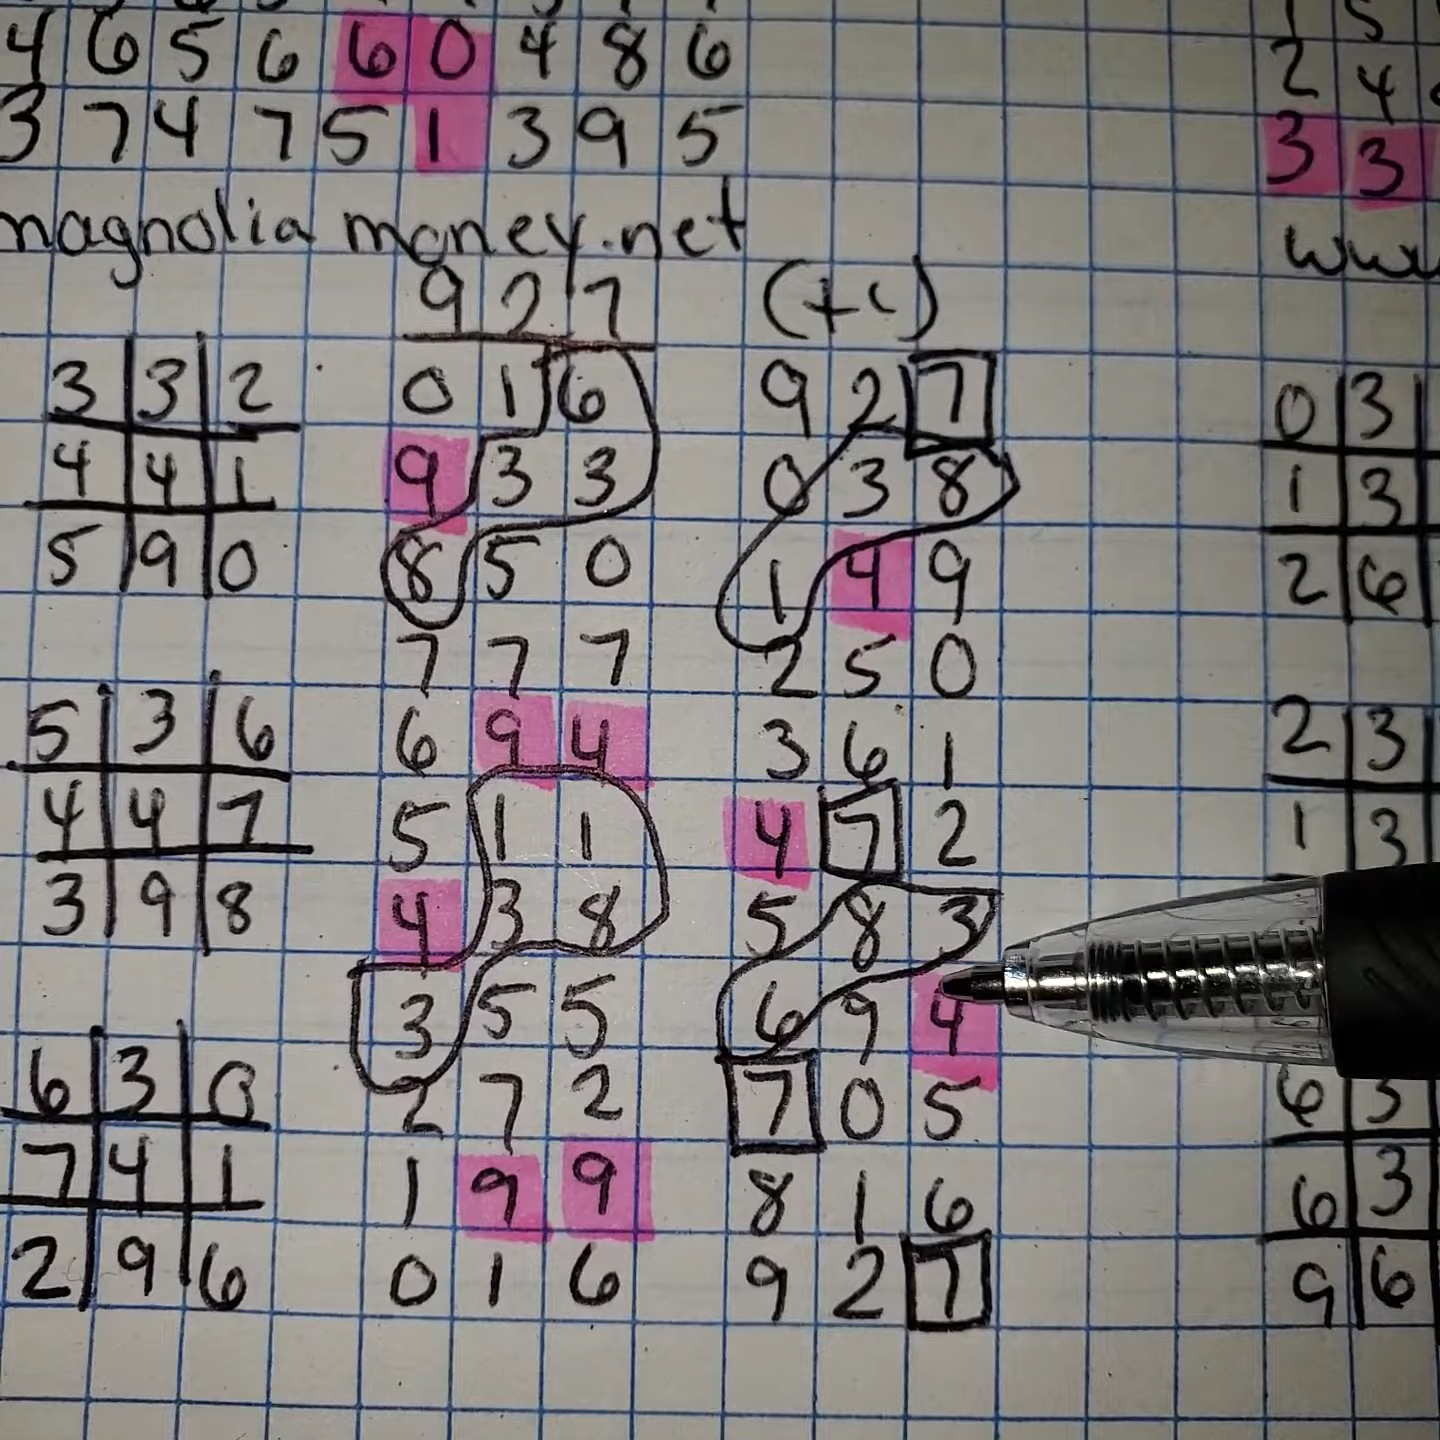 4 6 5 6 6 0 4 8 6
3 7 4 7 5 1 3 9 5
magnolia money.net
927
0 1 6
9 3 3
8 5 0
7 7 7
6 9 4
5 1 1
4 3 8
3 5 5
2 7 2
1 9 9
0 1 6
9 2 7
0 3 8
1 4 9
2 5 0
3 6 1
4 7 2
5 8 3
6 9 4
7 0 5
8 1 6
9 2 7
3 3 2
4 4 1
5 9 0
5 3 6
4 4 7
3 9 8
6 3 0
7 4 1
2 9 6
1 5
2 4
3 3
www
0 3
1 3
2 6
2 3
1 3
6 3
6 3
9 6